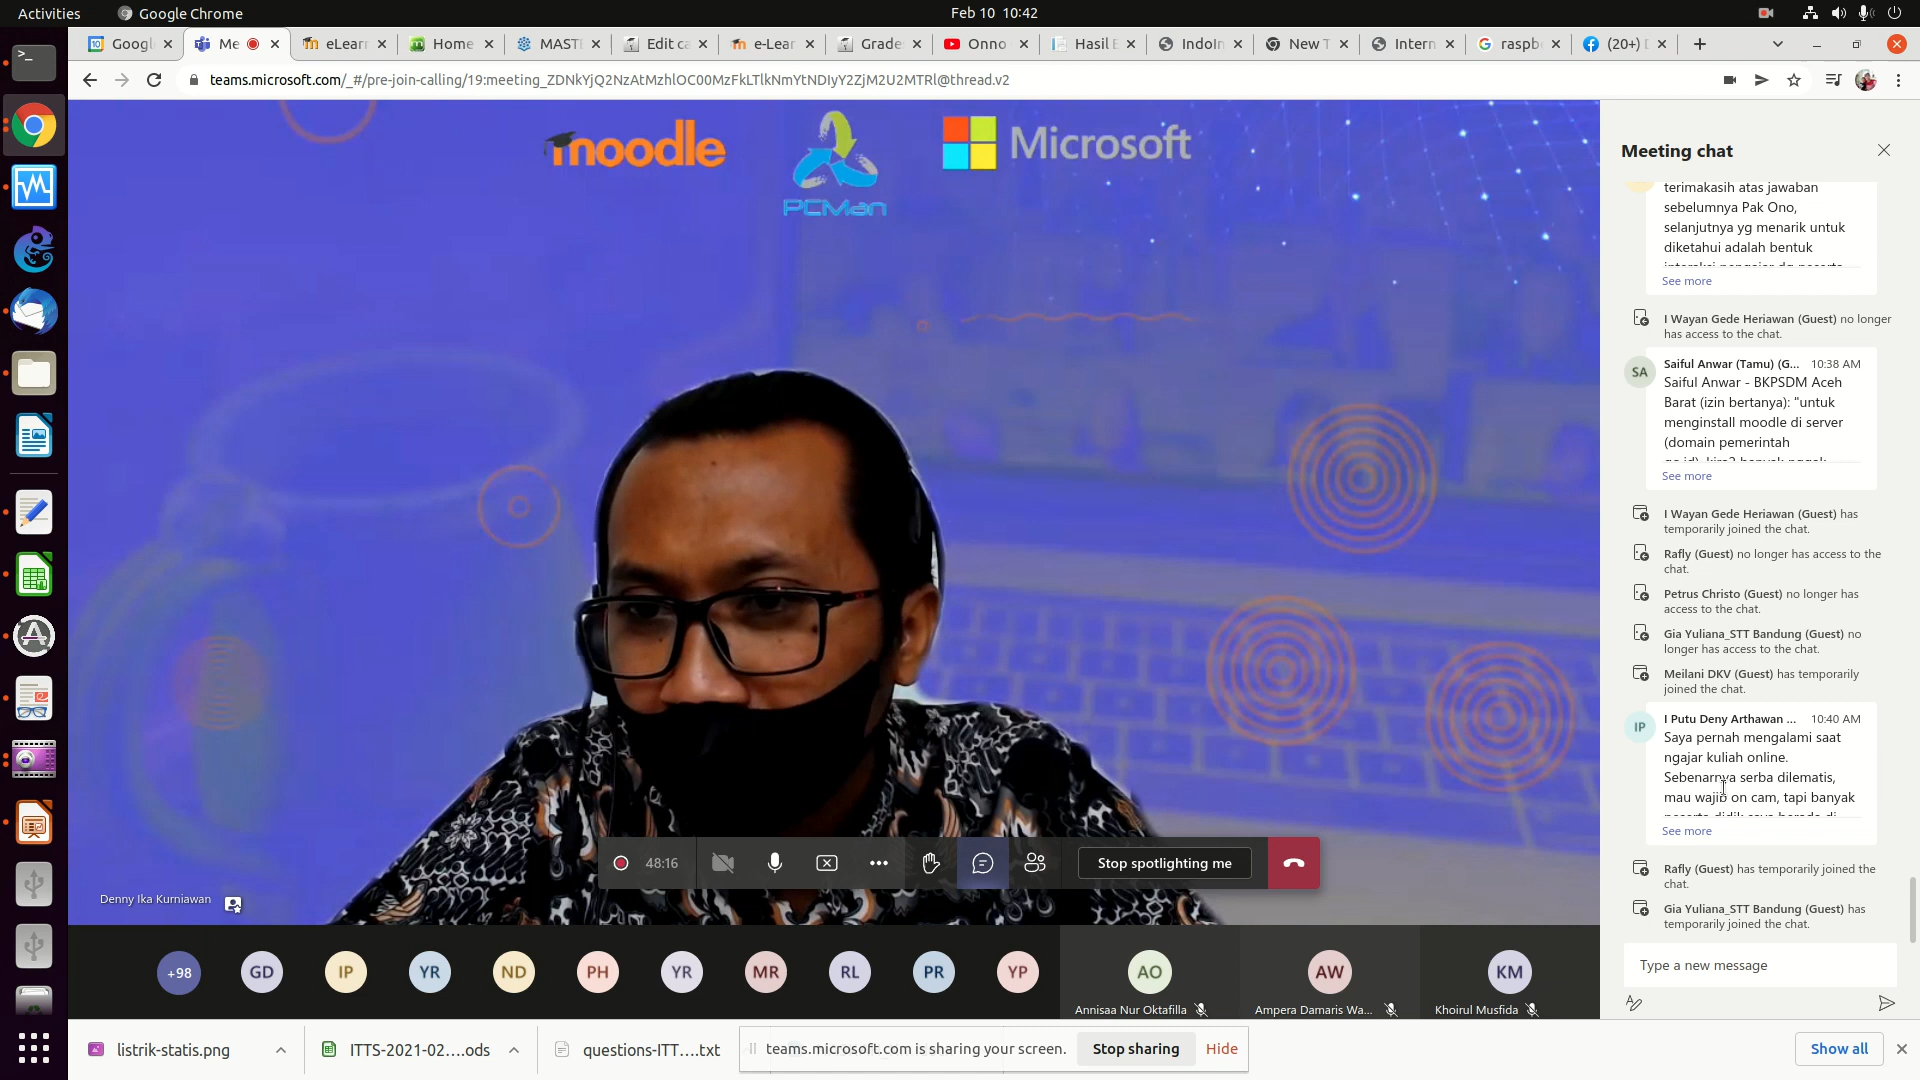 Activities
Google Chrome
Feb 10 10:42
Googl
Me
eLear
Home
MAST
Edit ca
e-Lear
Grade
Onno
Hasil E
IndoIn
New T
Intern
raspb
(20+)
teams.microsoft.com/_#/pre-join-calling/19:meeting_ZDNkYjQ2NzAtMzhlOC00MzFkLTlkNmYtNDIyY2ZjM2U2MTRl@thread.v2
moodle
PCMan
Microsoft
Meeting chat
terimakasih atas jawaban
sebelumnya Pak Ono,
selanjutnya yg menarik untuk
diketahui adalah bentuk
See more
I Wayan Gede Heriawan (Guest) no longer
has access to the chat.
SA
Saiful Anwar (Tamu) (G... 10:38 AM
Saiful Anwar - BKPSDM Aceh
Barat (izin bertanya): "untuk
menginstall moodle di server
(domain pemerintah
See more
I Wayan Gede Heriawan (Guest) has
temporarily joined the chat.
Rafly (Guest) no longer has access to the
chat.
Petrus Christo (Guest) no longer has
access to the chat.
Gia Yuliana_STT Bandung (Guest) no
longer has access to the chat.
Meilani DKV (Guest) has temporarily
joined the chat.
IP
I Putu Deny Arthawan ... 10:40 AM
Saya pernah mengalami saat
ngajar kuliah online.
Sebenarnya serba dilematis,
mau wajib on cam, tapi banyak
See more
Rafly (Guest) has temporarily joined the
chat.
Gia Yuliana_STT Bandung (Guest) has
temporarily joined the chat.
Type a new message
48:16
Stop spotlighting me
Denny Ika Kurniawan
+98
GD
IP
YR
ND
PH
YR
MR
RL
PR
YP
AO
Annisaa Nur Oktafilla
AW
Ampera Damaris Wa...
KM
Khoirul Musfida
listrik-statis.png
ITTS-2021-02....ods
questions-ITT....txt
teams.microsoft.com is sharing your screen.
Stop sharing
Hide
Show all